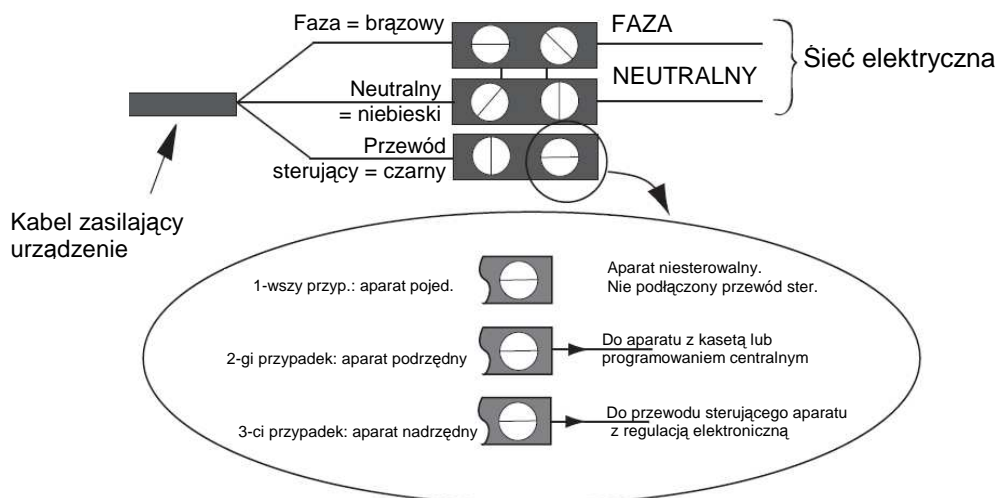 Faza = brązowy
FAZA
Neutralny
= niebieski
NEUTRALNY
Sieć elektryczna
Przewód
sterujący = czarny
Kabel zasilający
urządzenie
1-wszy przyp.: aparat pojed.
Aparat niesterowalny.
Nie podłączony przewód ster.
2-gi przypadek: aparat podrzędny
Do aparatu z kasetą lub
programowaniem centralnym
3-ci przypadek: aparat nadrzędny
Do przewodu sterującego aparatu
z regulacją elektroniczną